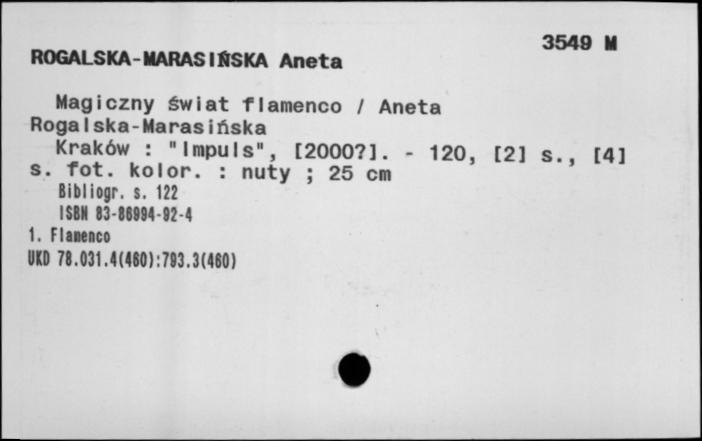 3549 M
ROGALSKA-MARASIŃSKA Aneta
Magiczny świat flamenco / Aneta
Rogalska-Marasińska
Kraków : "Impuls", [2000?]. - 120, [2] s., [4]
s. fot. kolor. : nuty ; 25 cm
Bibliogr. s. 122
ISBN 83-86994-92-4
1. Flamenco
UKD 78.031.4(460):793.3(460)